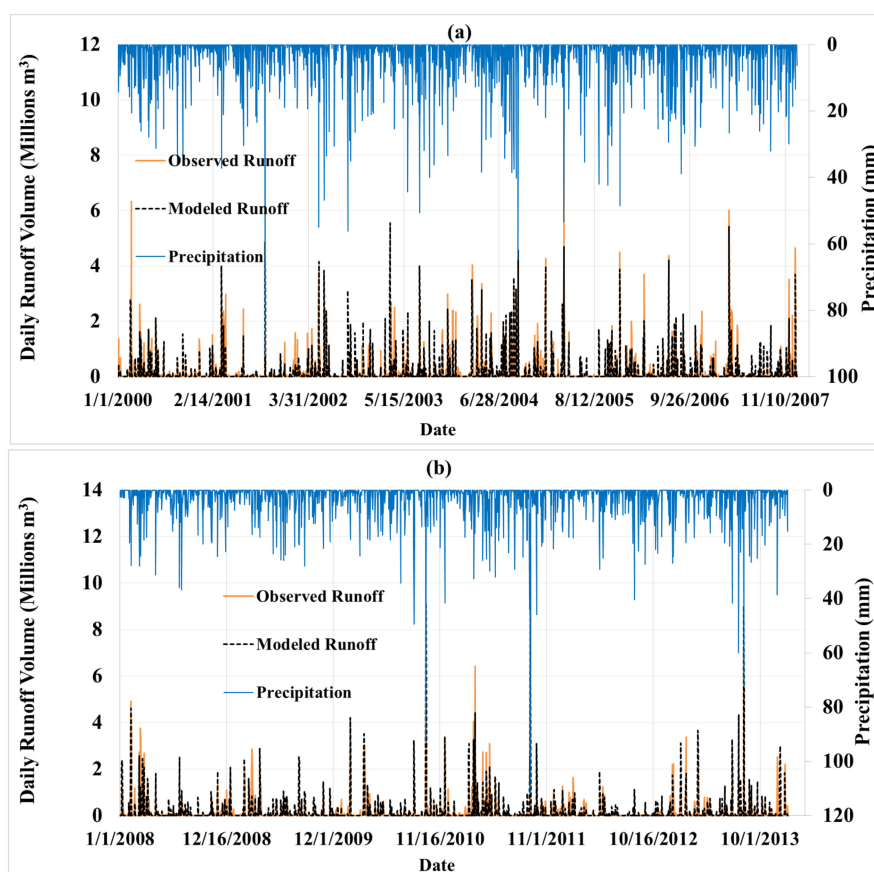 (a)
12
10
8
6
4
2
0
Daily Runoff Volume (Millions m³)
0
20
40
60
80
100
Precipitation (mm)
Observed Runoff
Modeled Runoff
Precipitation
1/1/2000 2/14/2001 3/31/2002 5/15/2003 6/28/2004 8/12/2005 9/26/2006 11/10/2007
Date
(b)
14
12
10
8
6
4
2
0
Daily Runoff Volume (Millions m³)
0
20
40
60
80
100
120
Precipitation (mm)
Observed Runoff
Modeled Runoff
Precipitation
1/1/2008 12/16/2008 12/1/2009 11/16/2010 11/1/2011 10/16/2012 10/1/2013
Date